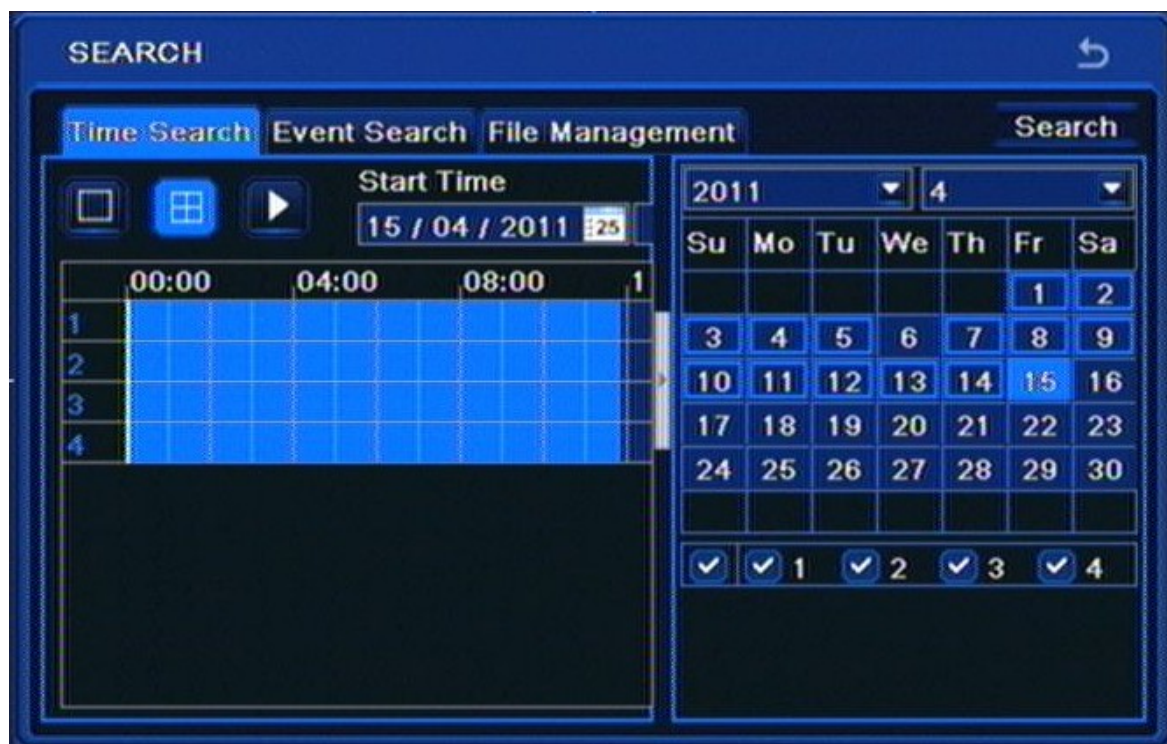 SEARCH
Time Search Event Search File Management Search
Start Time
15 / 04 / 2011 25
00:00 04:00 08:00 1
1
2
3
4
2011 4
Su Mo Tu We Th Fr Sa
1 2
3 4 5 6 7 8 9
10 11 12 13 14 15 16
17 18 19 20 21 22 23
24 25 26 27 28 29 30
1 2 3 4